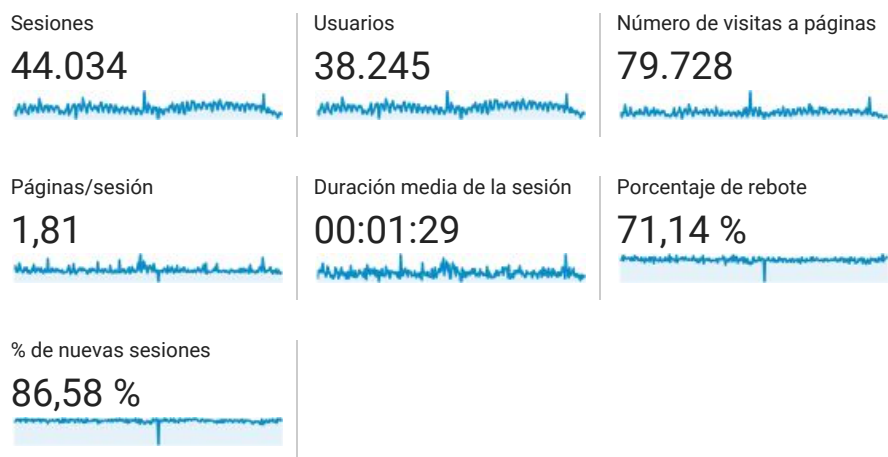 Sesiones
44.034
Usuarios
38.245
Número de visitas a páginas
79.728
Páginas/sesión
1,81
Duración media de la sesión
00:01:29
Porcentaje de rebote
71,14 %
% de nuevas sesiones
86,58 %